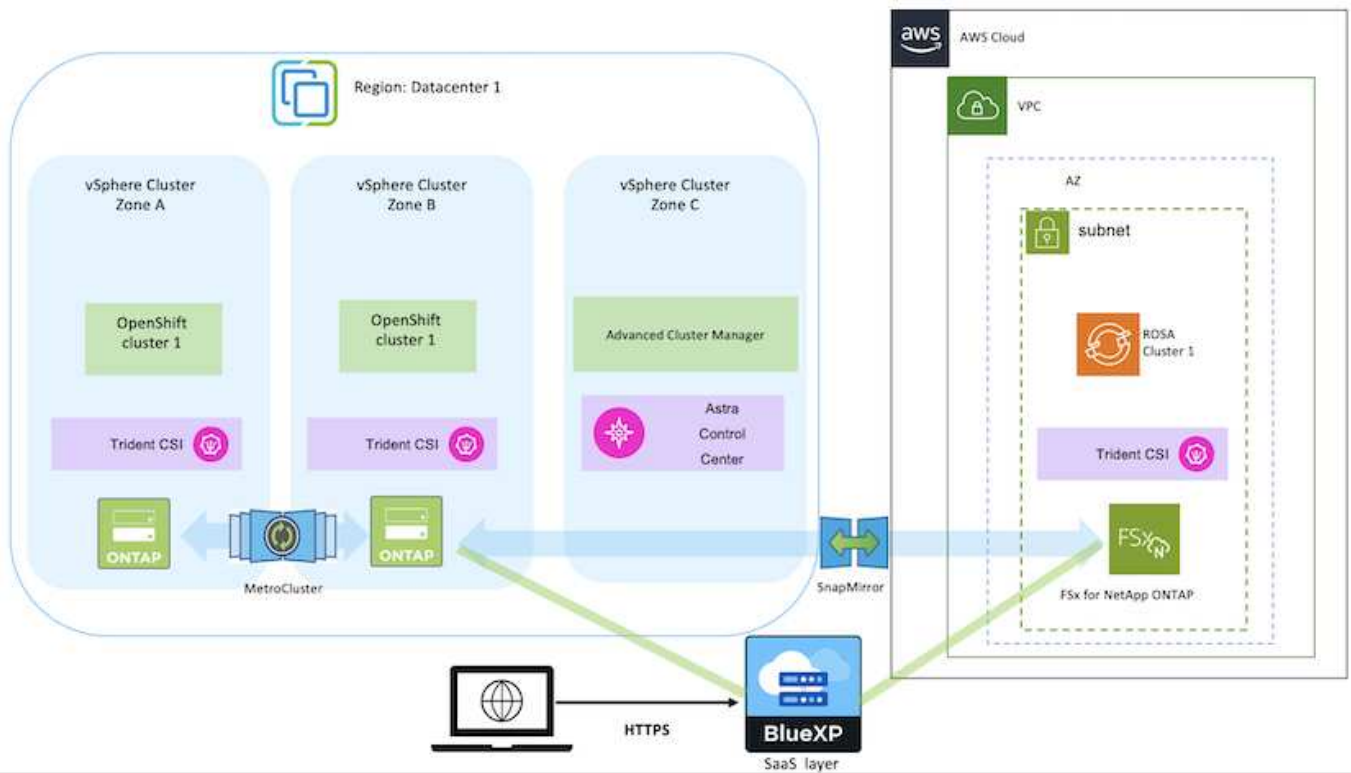 Region: Datacenter 1
vSphere Cluster
Zone A
OpenShift
cluster 1
Trident CSI
ONTAP
vSphere Cluster
Zone B
OpenShift
cluster 1
Trident CSI
ONTAP
MetroCluster
vSphere Cluster
Zone C
Advanced Cluster Manager
Astra
Control
Center
SnapMirror
aws
AWS Cloud
VPC
AZ
subnet
ROSA
Cluster 1
Trident CSI
FSx
N
FSx for NetApp ONTAP
HTTPS
BlueXP
SaaS layer